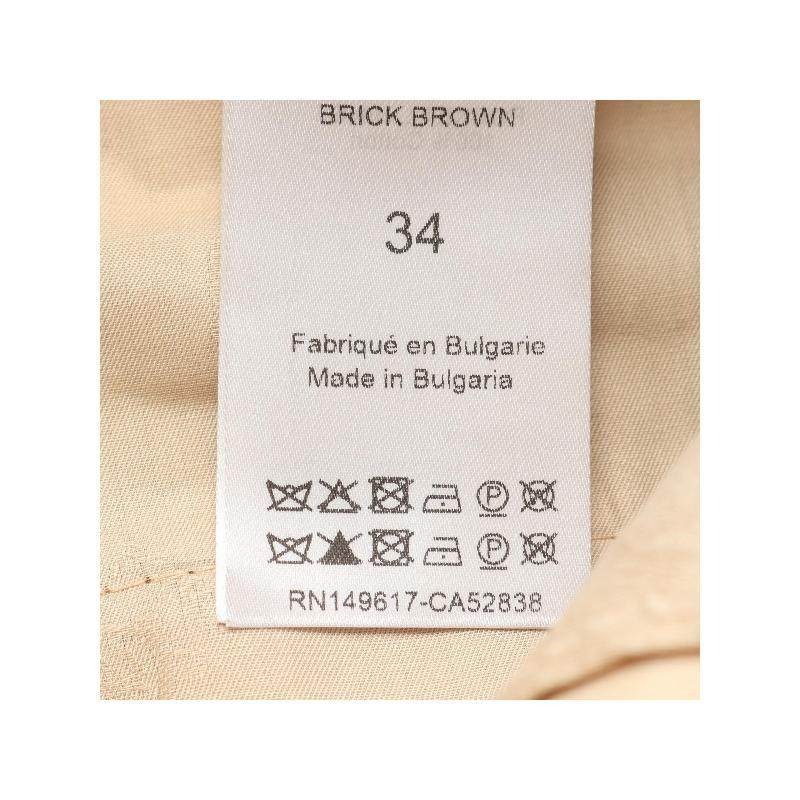 BRICK BROWN
34
Fabriqué en Bulgarie
Made in Bulgaria
P W
P W
RN149617-CA52838